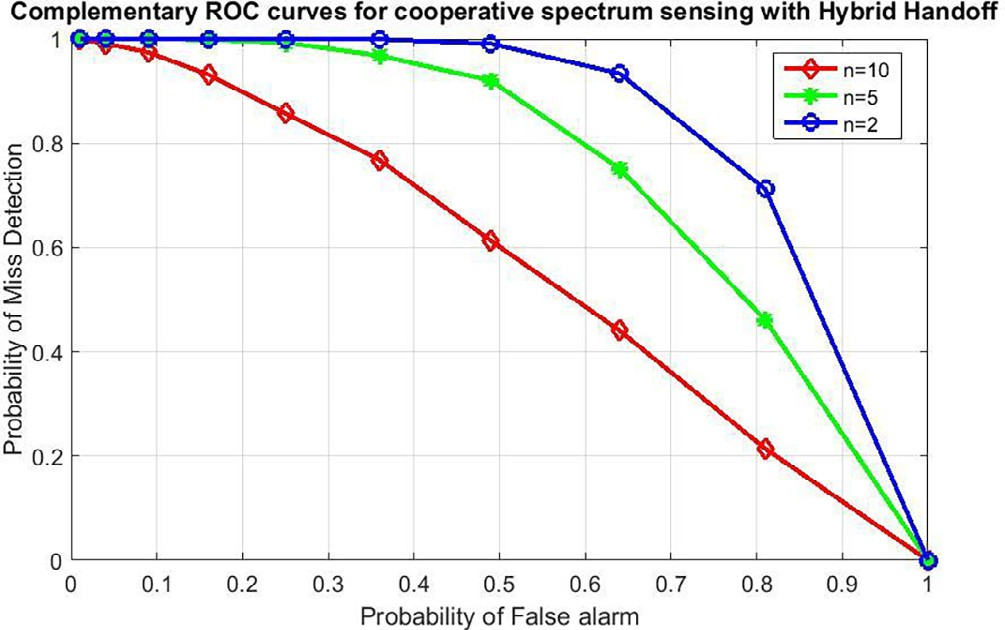 Complementary ROC curves for cooperative spectrum sensing with Hybrid Handoff
n=10
n=5
n=2
Probability of Miss Detection
1
0.8
0.6
0.4
0.2
0
0 0.1 0.2 0.3 0.4 0.5 0.6 0.7 0.8 0.9 1
Probability of False alarm